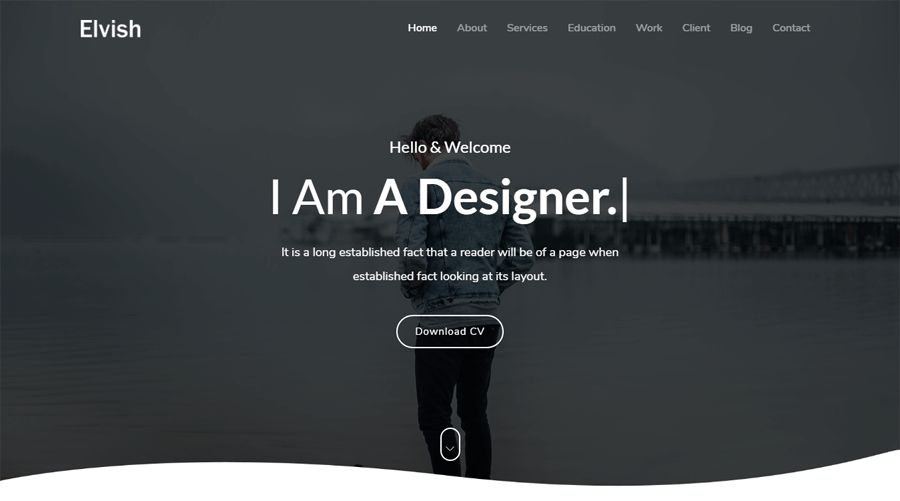 Elvish
Home About Services Education Work Client Blog Contact
Hello & Welcome
I Am A Designer.|
It is a long established fact that a reader will be of a page when
established fact looking at its layout.
Download CV